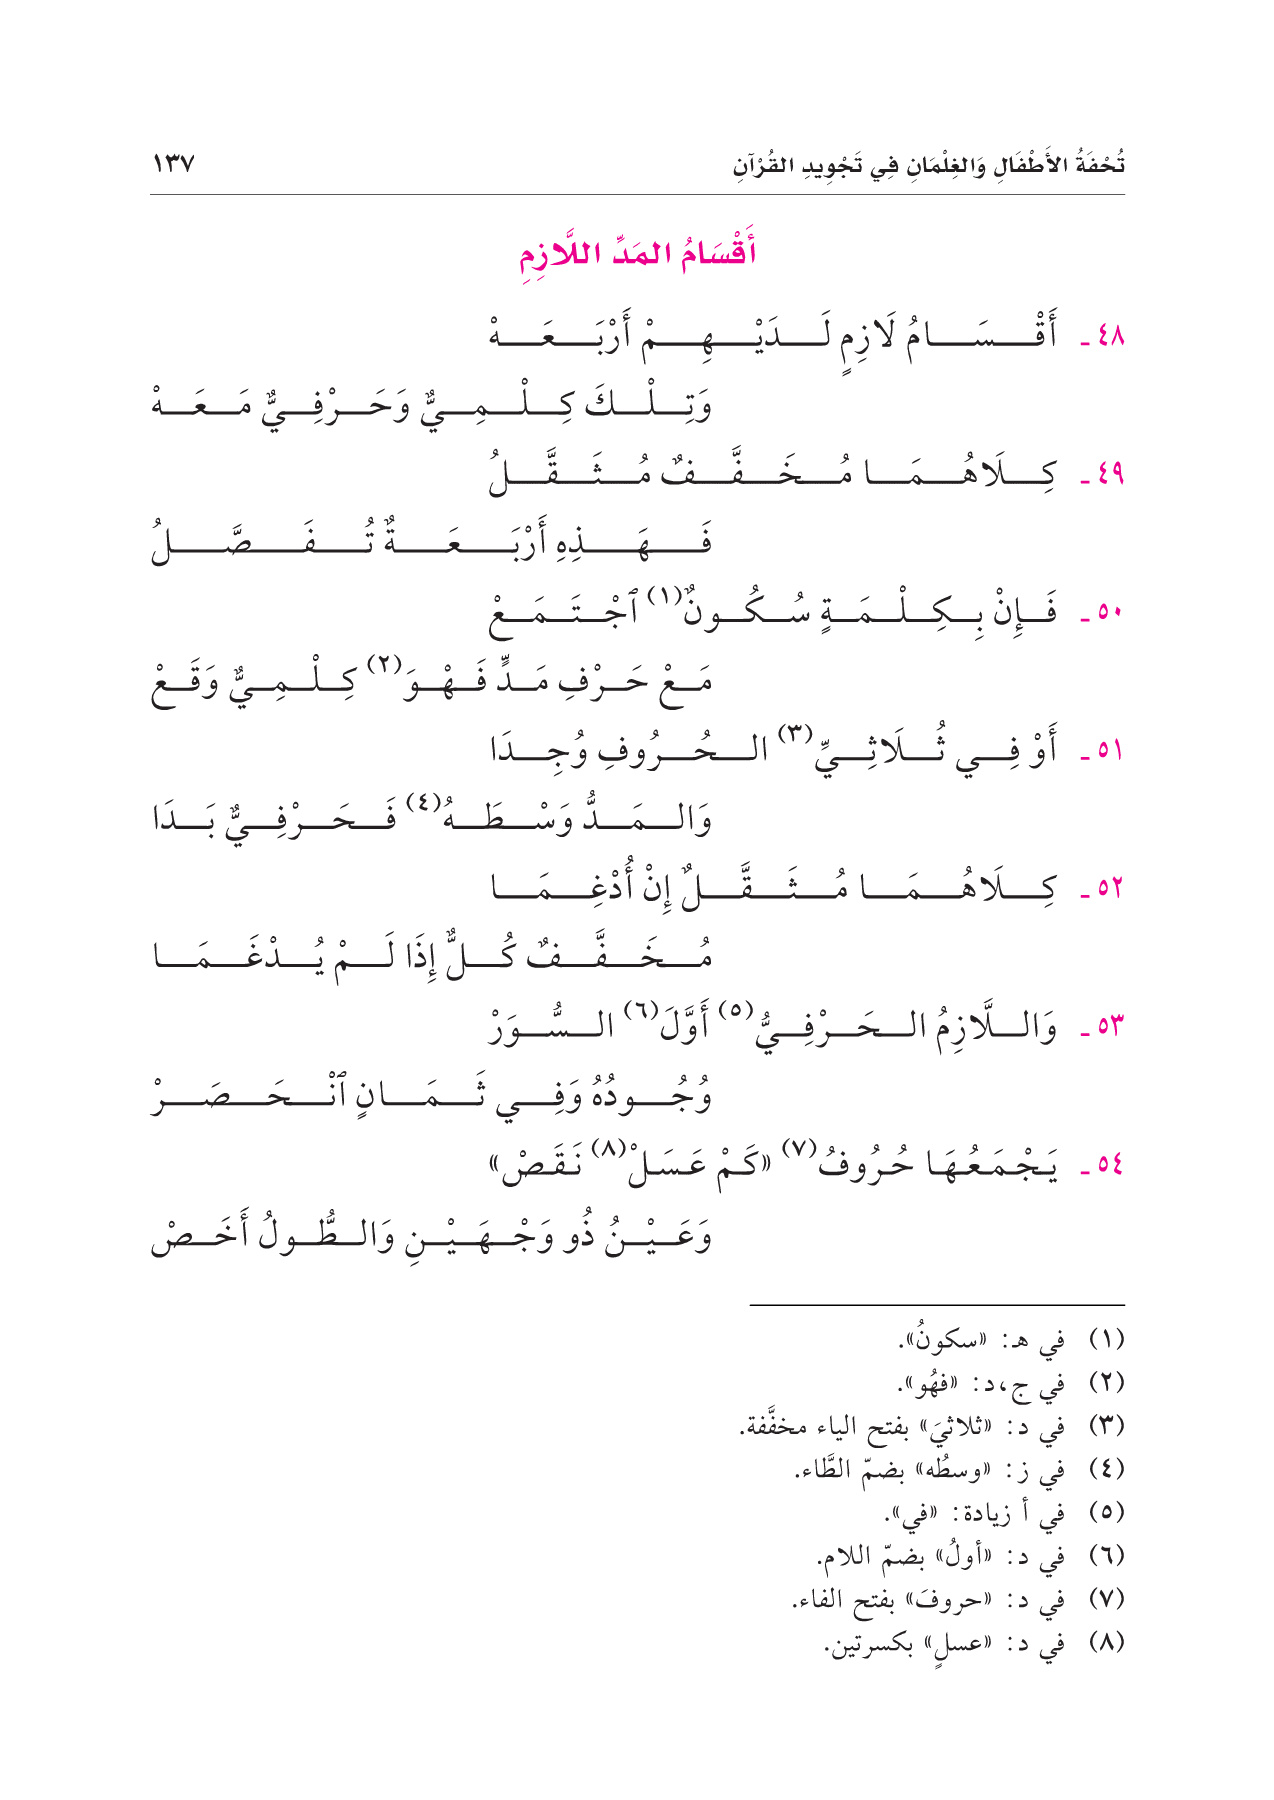 تُحْفَةُ الأَطْفَالِ وَالغِلْمَانِ فِي تَجْوِيدِ القُرْآنِ ١٣٧
أَقْسَامُ المَدِّ اللَّازِمِ
٤٨ ـ أَقْسَامُ لَازِمٍ لَدَيْهِمْ أَرْبَعَهْ
وَتِلْكَ كِلْمِيٌّ وَحَرْفِيٌّ مَعَهْ
٤٩ ـ كِلَاهُمَا مُخَفَّفٌ مُثَقَّلُ
فَهَذِهِ أَرْبَعَةٌ تُفَصَّلُ
٥٠ ـ فَإِنْ بِكِلْمَةٍ سُكُونٌ(١) ٱجْتَمَعْ
مَعْ حَرْفِ مَدٍّ فَهْوَ(٢) كِلْمِيٌّ وَقَعْ
٥١ ـ أَوْ فِي ثُلَاثِيِّ(٣) الحُرُوفِ وُجِدَا
وَالمَدُّ وَسْطَهُ(٤) فَحَرْفِيٌّ بَدَا
٥٢ ـ كِلَاهُمَا مُثَقَّلٌ إِنْ أُدْغِمَا
مُخَفَّفٌ كُلٌّ إِذَا لَمْ يُدْغَمَا
٥٣ ـ وَاللَّازِمُ الحَرْفِيُّ(٥) أَوَّلَ(٦) السُّوَرْ
وُجُودُهُ وَفِي ثَمَانٍ ٱنْحَصَرْ
٥٤ ـ يَجْمَعُهَا حُرُوفُ(٧) «كَمْ عَسَلْ(٨) نَقَصْ»
وَعَيْنُ ذُو وَجْهَيْنِ وَالطُّولُ أَخَصْ
(١) في هـ: «سكونُ».
(٢) في ج، د: «فهُو».
(٣) في د: «ثلاثيَ» بفتح الياء مخفَّفة.
(٤) في ز: «وسطُه» بضمّ الطَّاء.
(٥) في أ زيادة: «في».
(٦) في د: «أولُ» بضمّ اللام.
(٧) في د: «حروفَ» بفتح الفاء.
(٨) في د: «عسلٍ» بكسرتين.